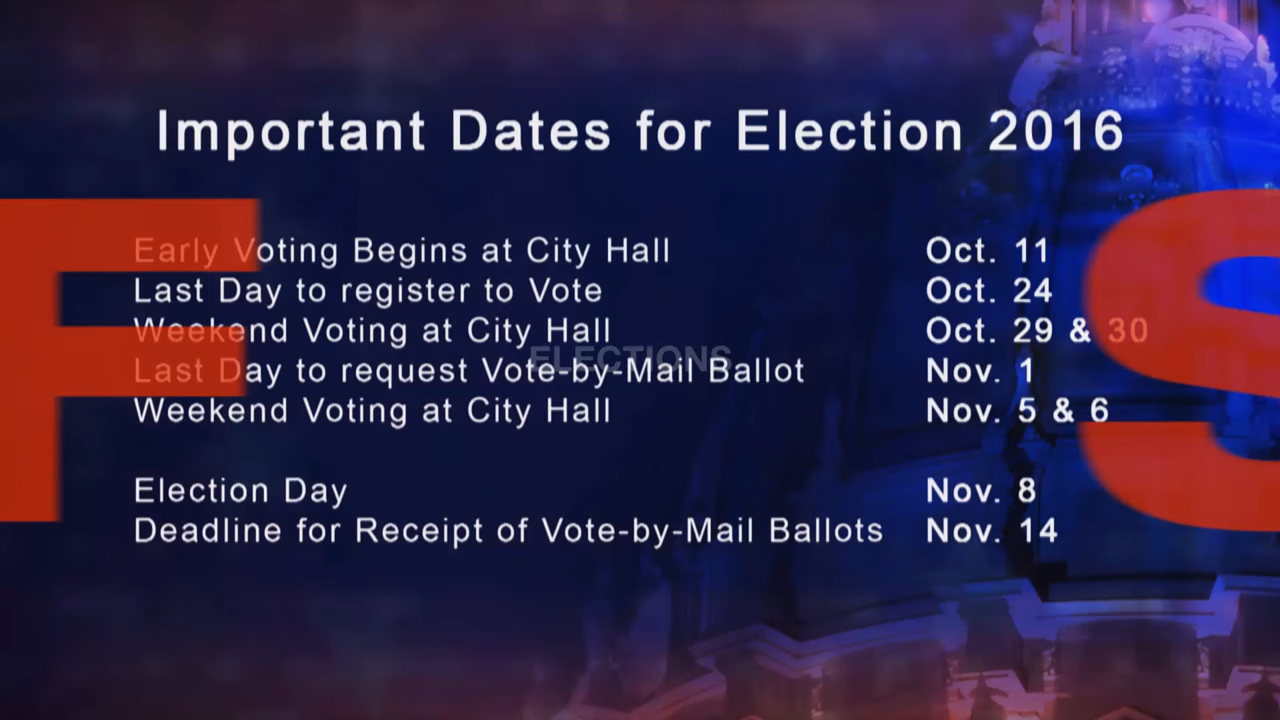 Important Dates for Election 2016
F
S
Early Voting Begins at City Hall Oct. 11
Last Day to register to Vote Oct. 24
Weekend Voting at City Hall Oct. 29 & 30
ELECTIONS
Last Day to request Vote-by-Mail Ballot Nov. 1
Weekend Voting at City Hall Nov. 5 & 6
Election Day Nov. 8
Deadline for Receipt of Vote-by-Mail Ballots Nov. 14